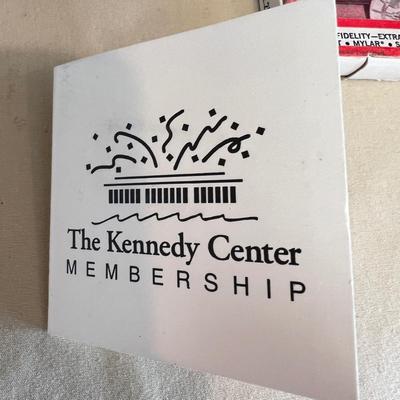 FIDELITY—EXTRA
• MYLAR® • S
The Kennedy Center
MEMBERSHIP